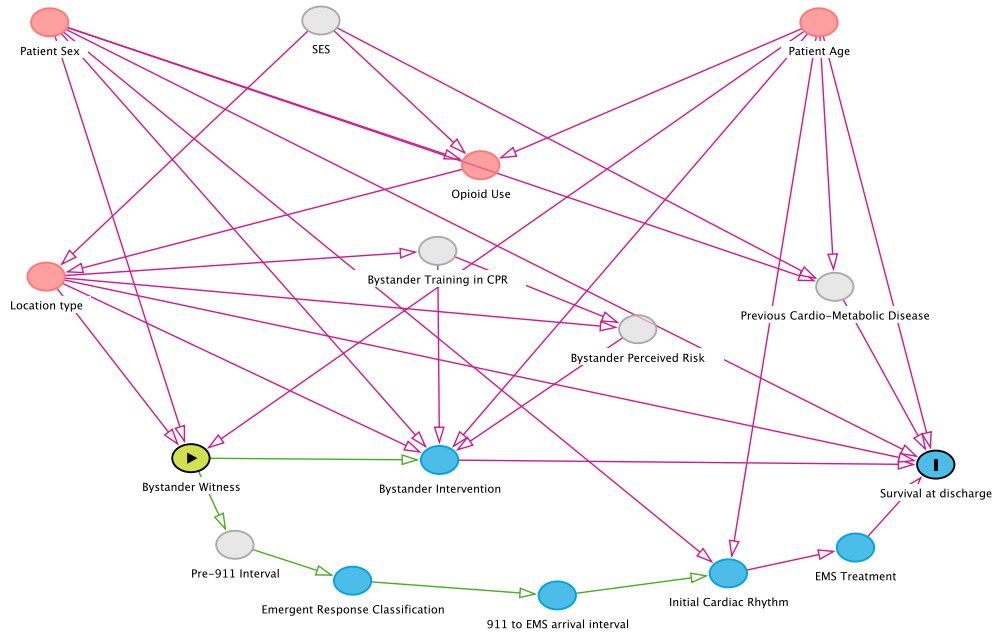 Patient Sex
SES
Patient Age
Opioid Use
Bystander Training in CPR
Location type
Previous Cardio-Metabolic Disease
Bystander Perceived Risk
Bystander Witness
Bystander Intervention
Survival at discharge
Pre-911 Interval
EMS Treatment
Emergent Response Classification
Initial Cardiac Rhythm
911 to EMS arrival interval